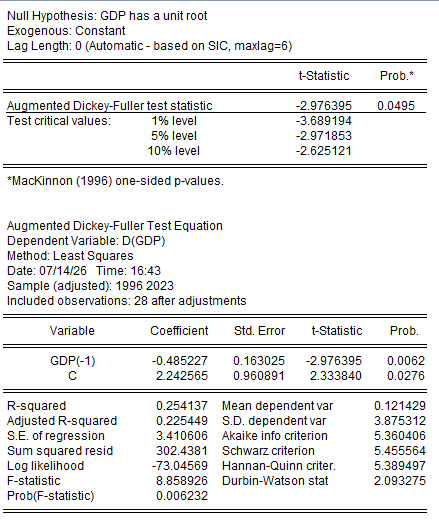 Null Hypothesis: GDP has a unit root
Exogenous: Constant
Lag Length: 0 (Automatic - based on SIC, maxlag=6)
t-Statistic Prob.*
Augmented Dickey-Fuller test statistic -2.976395 0.0495
Test critical values: 1% level -3.689194
5% level -2.971853
10% level -2.625121
*MacKinnon (1996) one-sided p-values.
Augmented Dickey-Fuller Test Equation
Dependent Variable: D(GDP)
Method: Least Squares
Date: 07/14/26 Time: 16:43
Sample (adjusted): 1996 2023
Included observations: 28 after adjustments
Variable Coefficient Std. Error t-Statistic Prob.
GDP(-1) -0.485227 0.163025 -2.976395 0.0062
C 2.242565 0.960891 2.333840 0.0276
R-squared 0.254137 Mean dependent var 0.121429
Adjusted R-squared 0.225449 S.D. dependent var 3.875312
S.E. of regression 3.410606 Akaike info criterion 5.360406
Sum squared resid 302.4381 Schwarz criterion 5.455564
Log likelihood -73.04569 Hannan-Quinn criter. 5.389497
F-statistic 8.858926 Durbin-Watson stat 2.093275
Prob(F-statistic) 0.006232